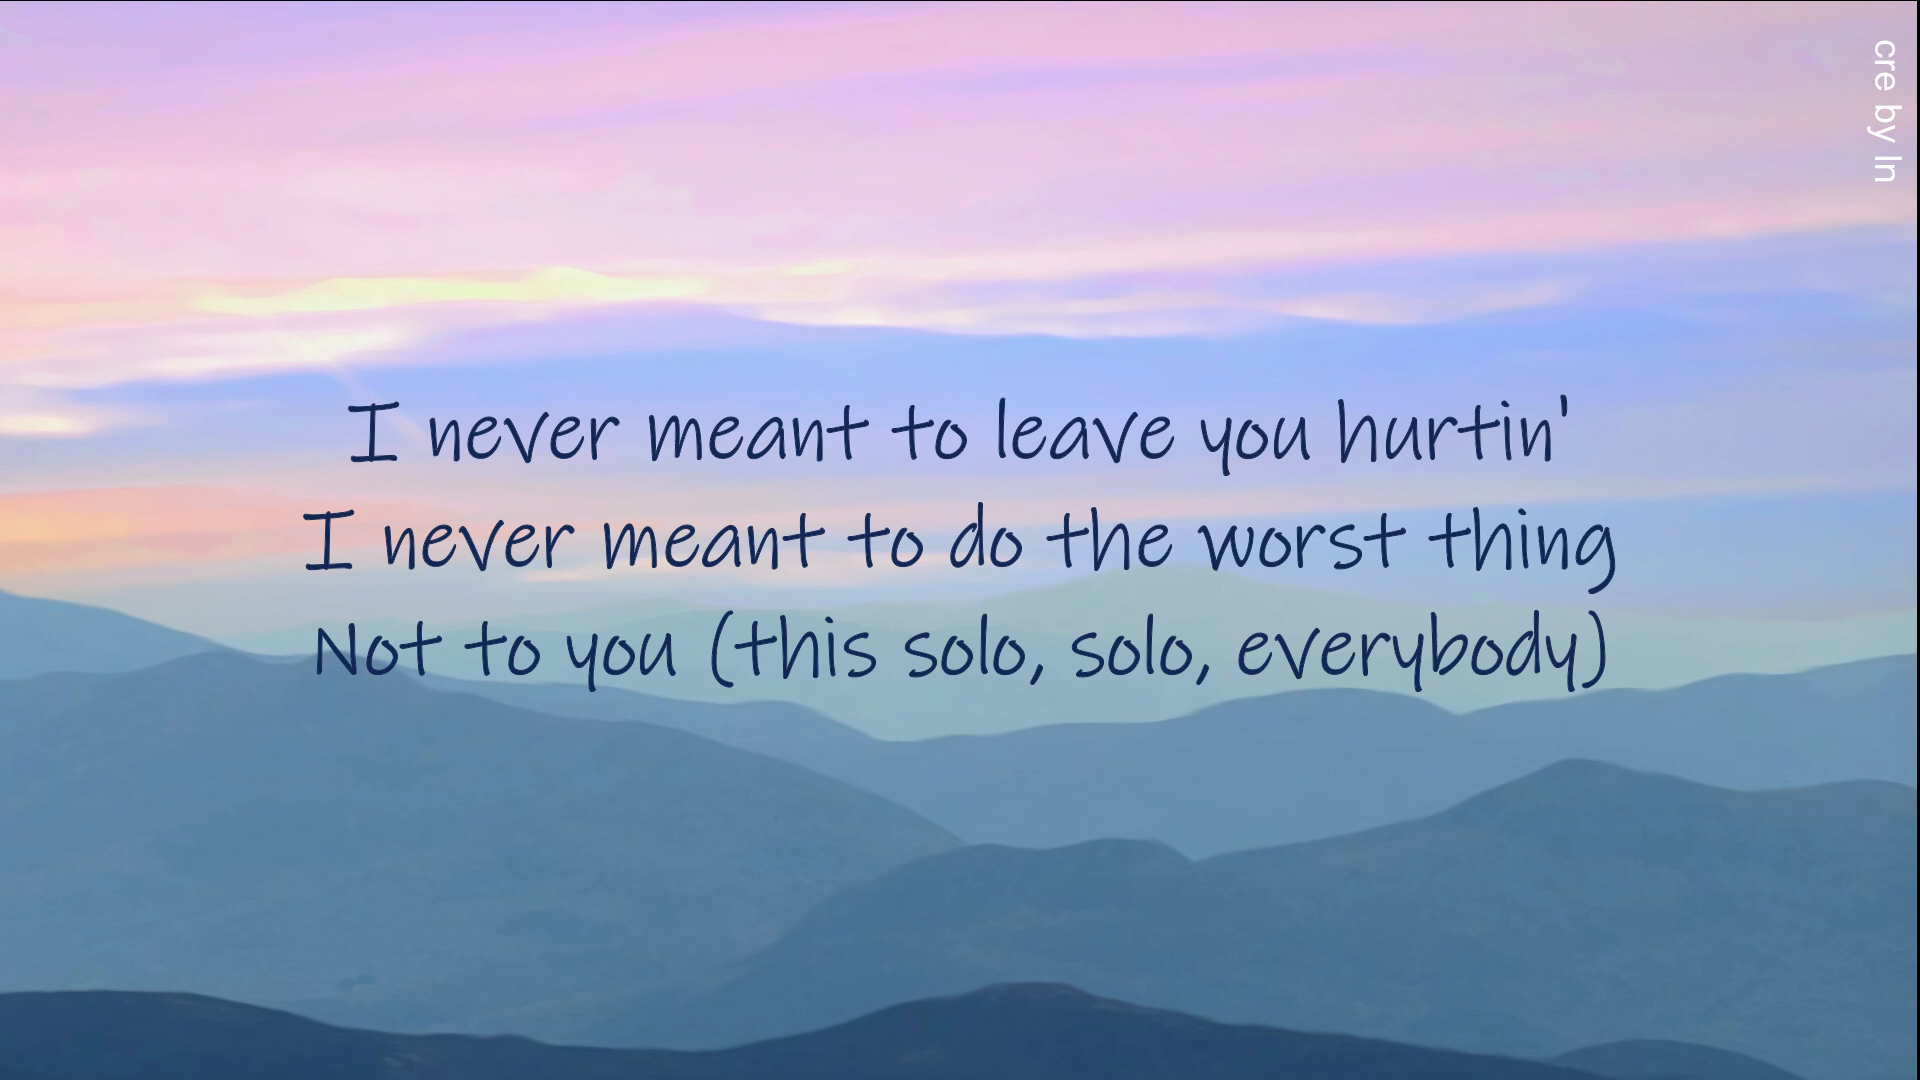 I never meant to leave you hurtin'
I never meant to do the worst thing
Not to you (this solo, solo, everybody)
cre by ln